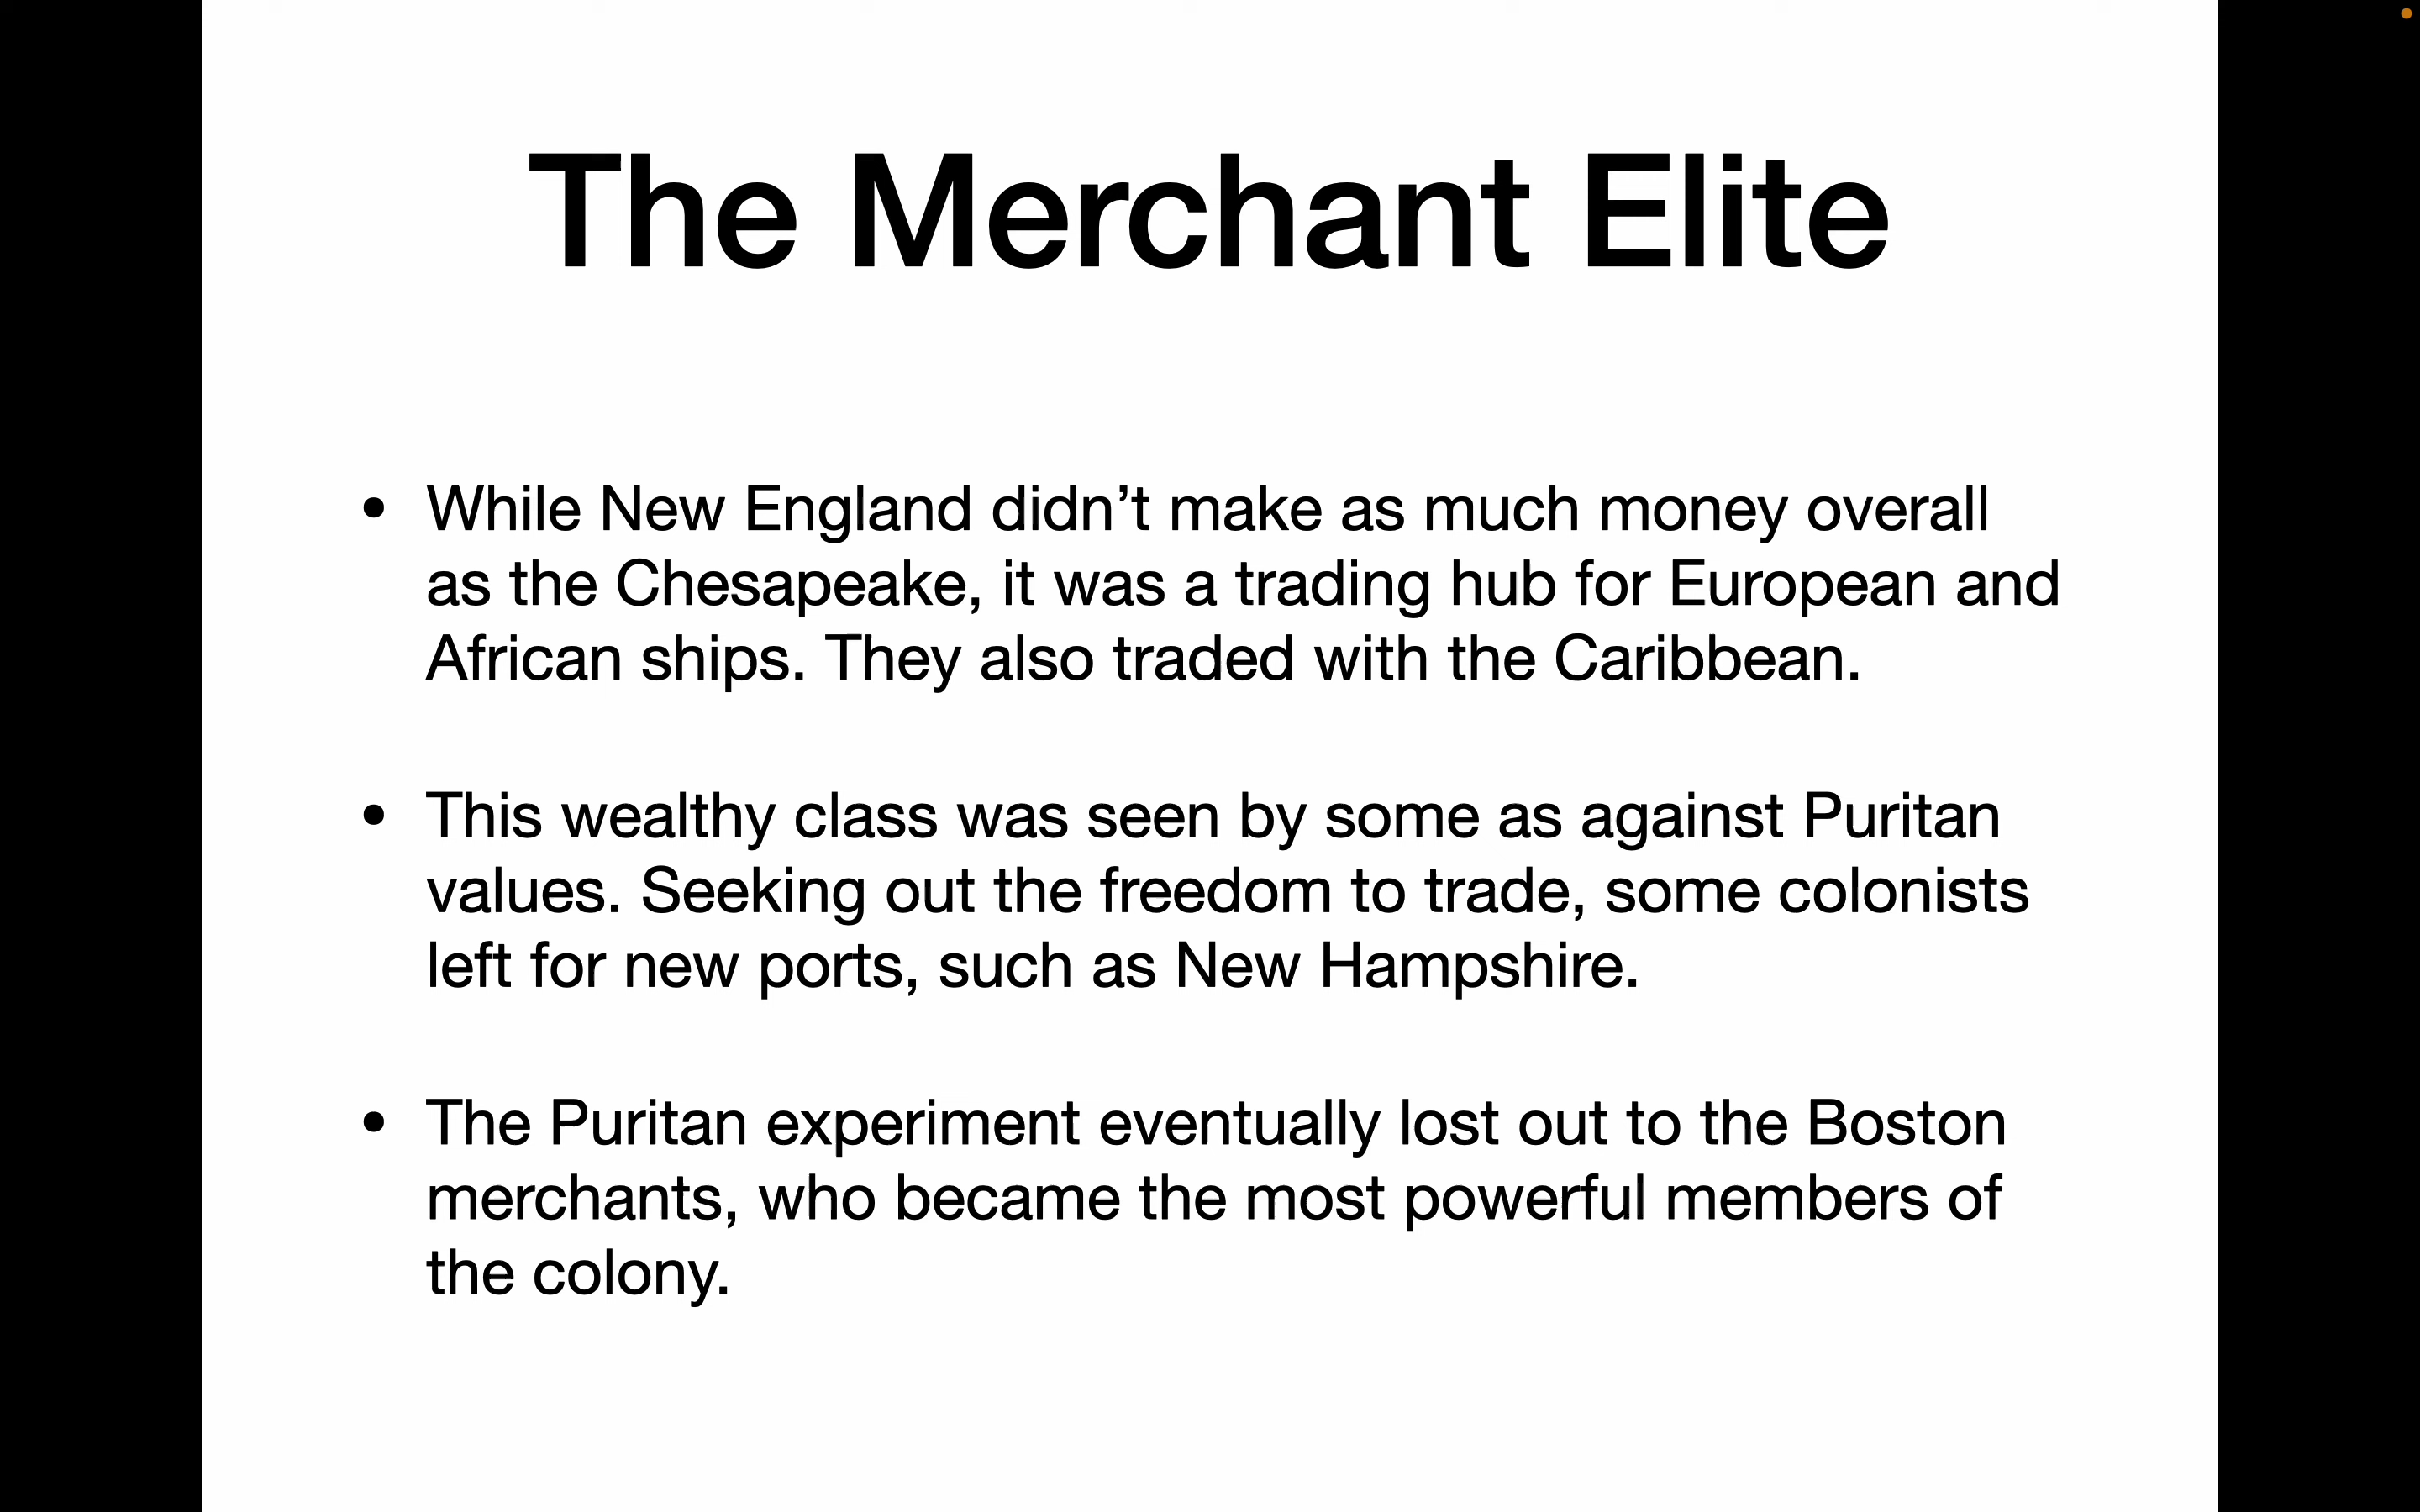 The Merchant Elite
• While New England didn’t make as much money overall
as the Chesapeake, it was a trading hub for European and
African ships. They also traded with the Caribbean.
• This wealthy class was seen by some as against Puritan
values. Seeking out the freedom to trade, some colonists
left for new ports, such as New Hampshire.
• The Puritan experiment eventually lost out to the Boston
merchants, who became the most powerful members of
the colony.